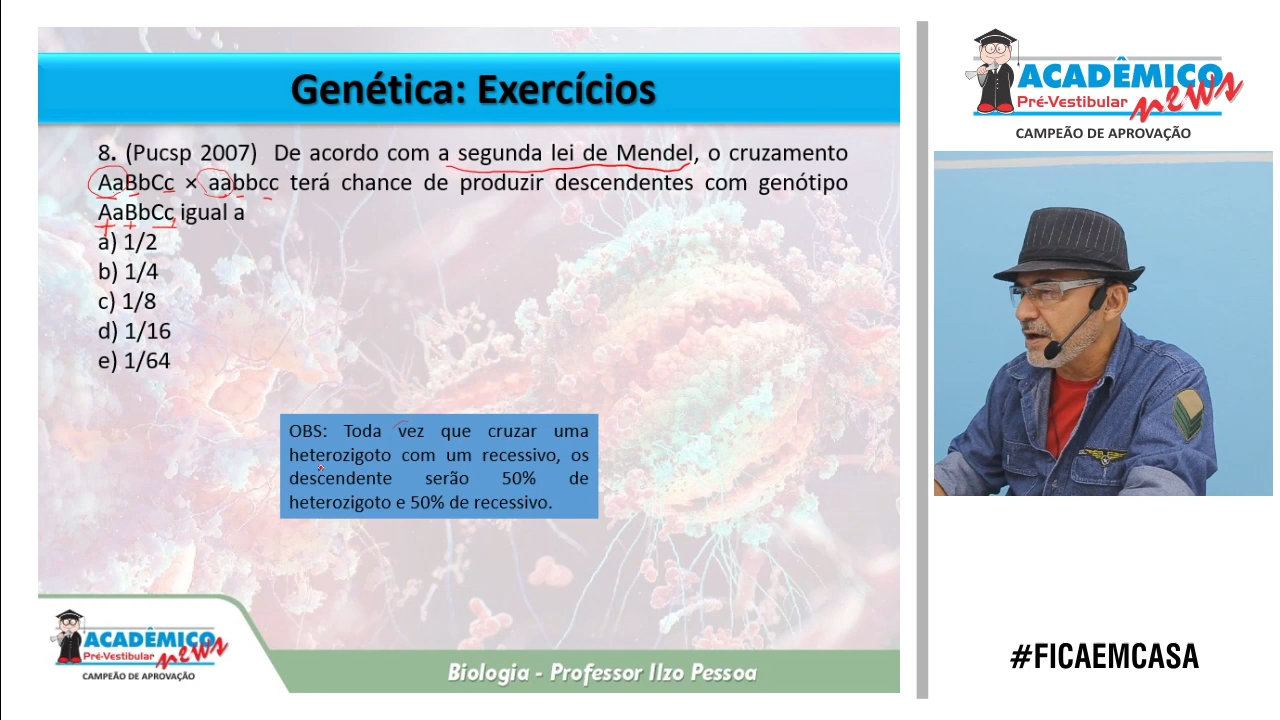 Genética: Exercícios
8. (Pucsp 2007) De acordo com a segunda lei de Mendel, o cruzamento
AaBbCc × aabbcc terá chance de produzir descendentes com genótipo
AaBbCc igual a
a) 1/2
b) 1/4
c) 1/8
d) 1/16
e) 1/64
OBS: Toda vez que cruzar uma
heterozigoto com um recessivo, os
descendente serão 50% de
heterozigoto e 50% de recessivo.
ACADÊMICO
Pré-Vestibular news
CAMPEÃO DE APROVAÇÃO
Biologia - Professor Ilzo Pessoa
ACADÊMICO
Pré-Vestibular news
CAMPEÃO DE APROVAÇÃO
#FICAEMCASA